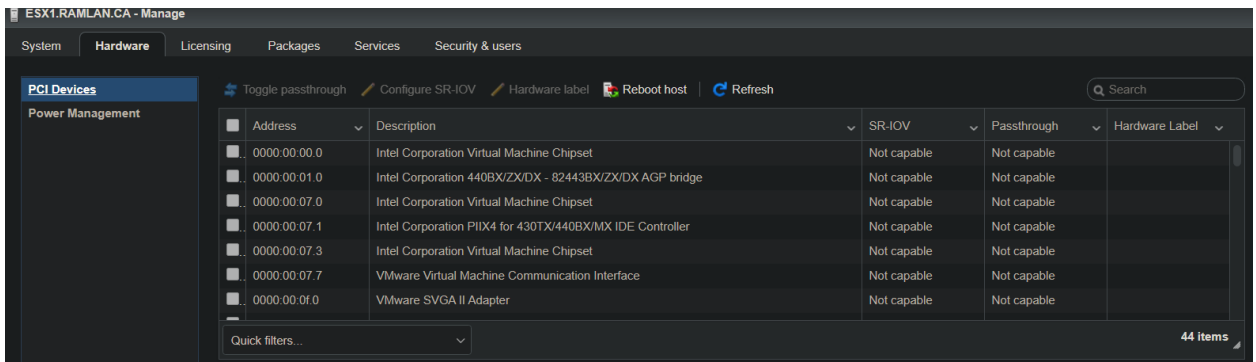 ESX1.RAMLAN.CA - Manage
System Hardware Licensing Packages Services Security & users
PCI Devices
Power Management
Toggle passthrough Configure SR-IOV Hardware label Reboot host Refresh Search
Address Description SR-IOV Passthrough Hardware Label
0000:00:00.0 Intel Corporation Virtual Machine Chipset Not capable Not capable
0000:00:01.0 Intel Corporation 440BX/ZX/DX - 82443BX/ZX/DX AGP bridge Not capable Not capable
0000:00:07.0 Intel Corporation Virtual Machine Chipset Not capable Not capable
0000:00:07.1 Intel Corporation PIIX4 for 430TX/440BX/MX IDE Controller Not capable Not capable
0000:00:07.3 Intel Corporation Virtual Machine Chipset Not capable Not capable
0000:00:07.7 VMware Virtual Machine Communication Interface Not capable Not capable
0000:00:0f.0 VMware SVGA II Adapter Not capable Not capable
Quick filters... 44 items